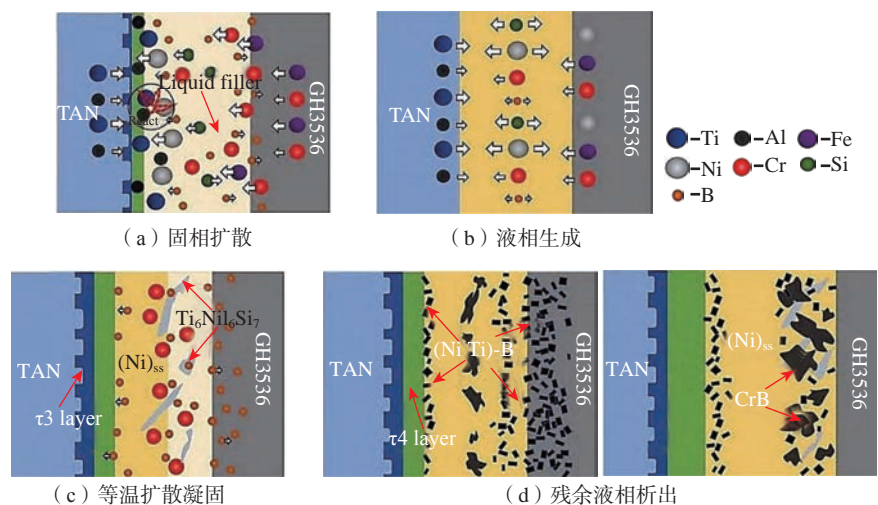 TAN
React
Liquid filler
GH3536
（a）固相扩散
TAN
GH3536
（b）液相生成
-Ti
-Al
-Fe
-Ni
-Cr
-Si
-B
TAN
τ3 layer
(Ni)ss
Ti6Nil6Si7
GH3536
（c）等温扩散凝固
TAN
τ4 layer
(Ni Ti)-B
GH3536
TAN
(Ni)ss
CrB
GH3536
（d）残余液相析出